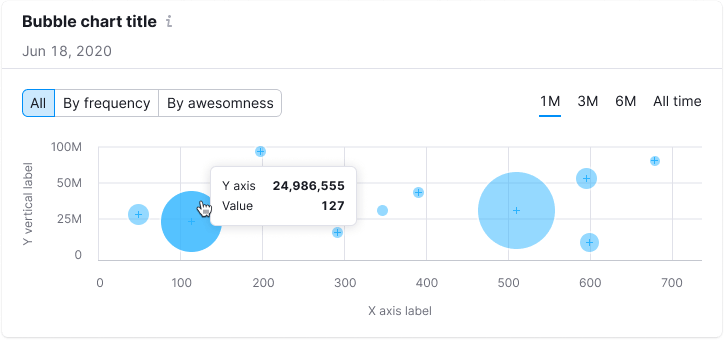 Bubble chart title i
Jun 18, 2020
All By frequency By awesomness 1M 3M 6M All time
Y vertical label
100M
50M
25M
0
Y axis 24,986,555
Value 127
0 100 200 300 400 500 600 700
X axis label